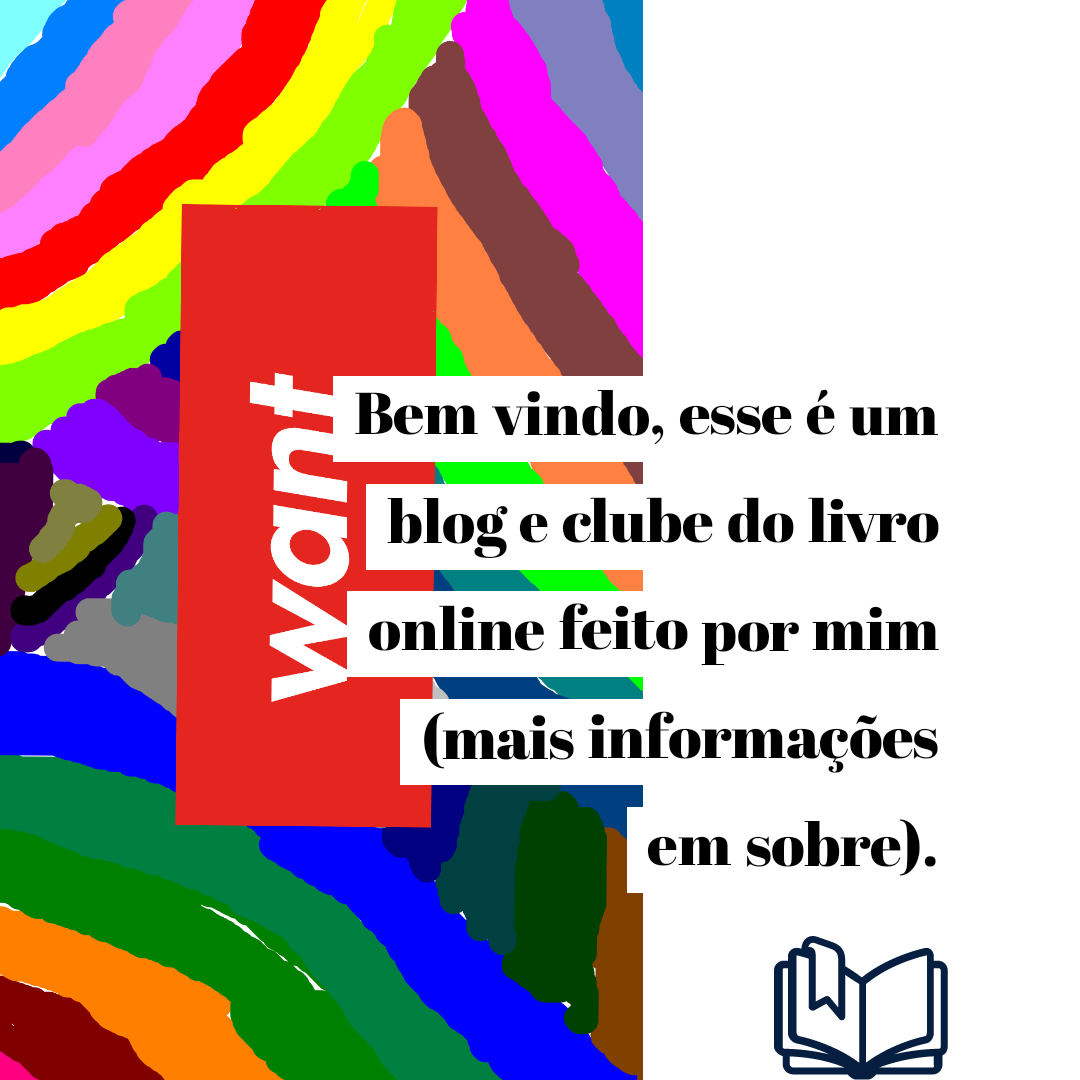 want
Bem vindo, esse é um
blog e clube do livro
online feito por mim
(mais informações
em sobre).